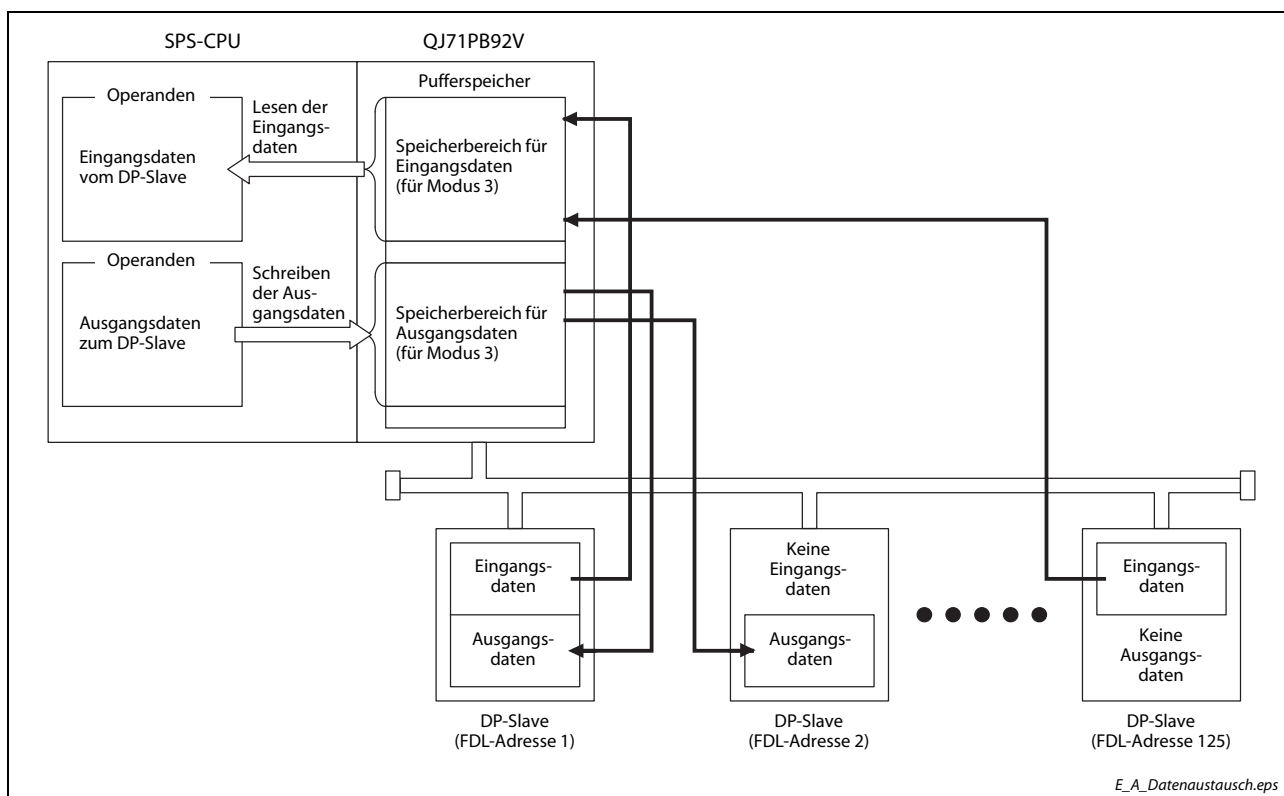 SPS-CPU
QJ71PB92V
Pufferspeicher
Operanden
Eingangsdaten
vom DP-Slave
Lesen der
Eingangs-
daten
Speicherbereich für
Eingangsdaten
(für Modus 3)
Operanden
Ausgangsdaten
zum DP-Slave
Schreiben
der Aus-
gangsdaten
Speicherbereich für
Ausgangsdaten
(für Modus 3)
Eingangs-
daten
Ausgangs-
daten
DP-Slave
(FDL-Adresse 1)
Keine
Eingangs-
daten
Ausgangs-
daten
DP-Slave
(FDL-Adresse 2)
Eingangs-
daten
Keine
Ausgangs-
daten
DP-Slave
(FDL-Adresse 125)
E_A_Datenaustausch.eps